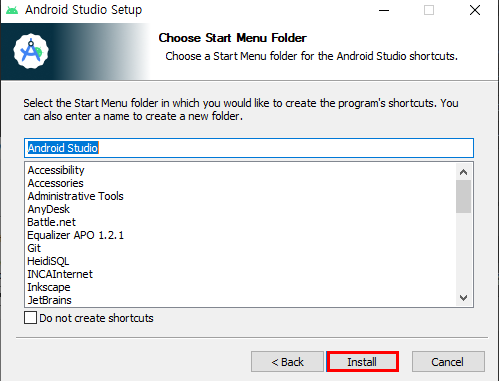 Android Studio Setup
Choose Start Menu Folder
Choose a Start Menu folder for the Android Studio shortcuts.
Select the Start Menu folder in which you would like to create the program's shortcuts. You
can also enter a name to create a new folder.
Android Studio
Accessibility
Accessories
Administrative Tools
AnyDesk
Battle.net
Equalizer APO 1.2.1
Git
HeidiSQL
INCAInternet
Inkscape
JetBrains
Do not create shortcuts
< Back
Install
Cancel